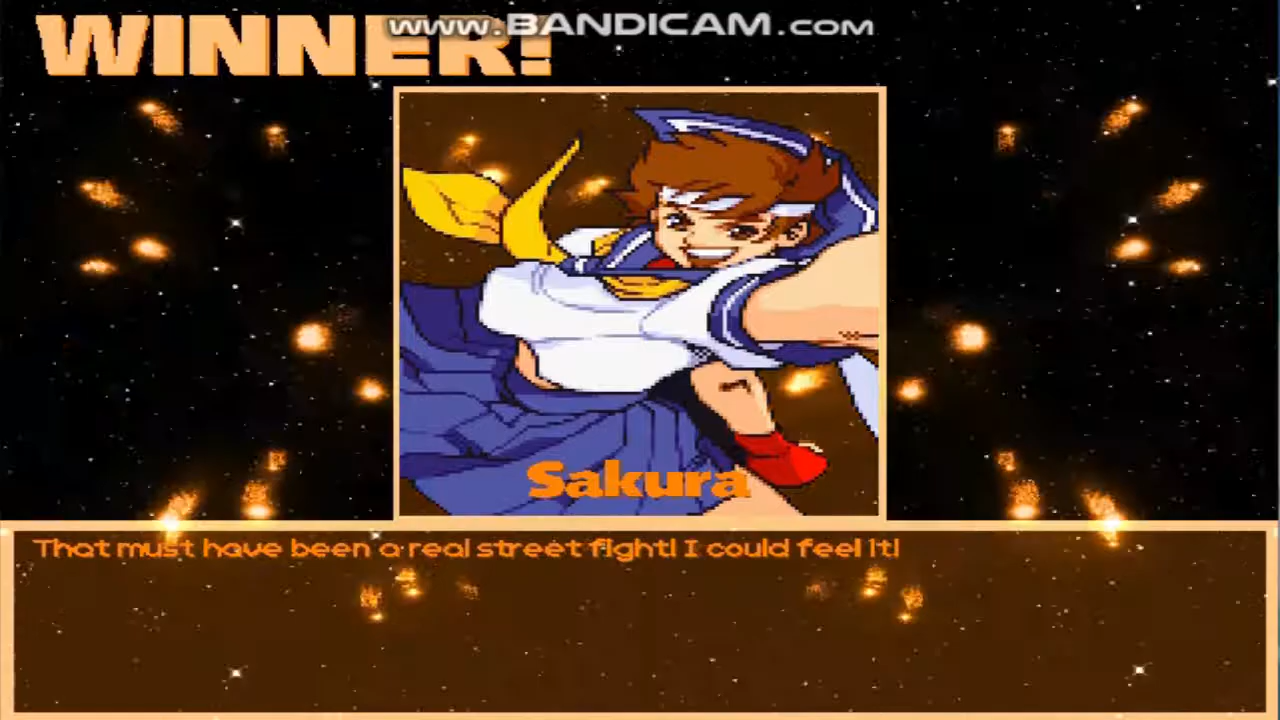 WINNER!
www.BANDICAM.com
Sakura
That must have been a real street fight! I could feel it!